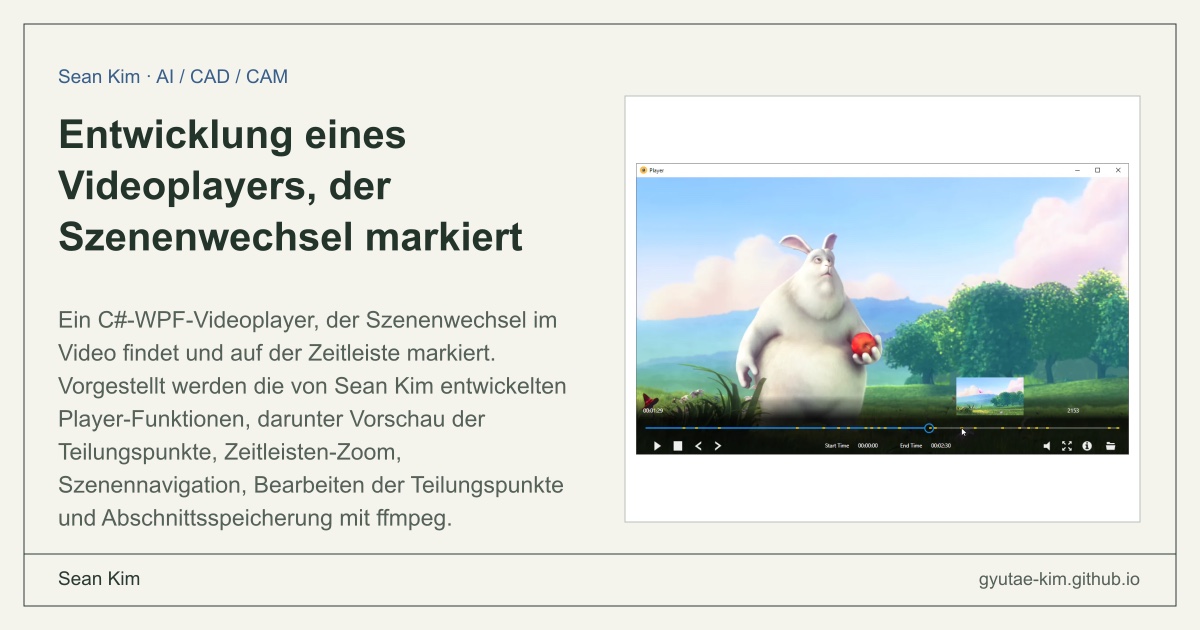 Sean Kim · AI / CAD / CAM
Entwicklung eines
Videoplayers, der
Szenenwechsel markiert
Ein C#-WPF-Videoplayer, der Szenenwechsel im
Video findet und auf der Zeitleiste markiert.
Vorgestellt werden die von Sean Kim entwickelten
Player-Funktionen, darunter Vorschau der
Teilungspunkte, Zeitleisten-Zoom,
Szenennavigation, Bearbeiten der Teilungspunkte
und Abschnittsspeicherung mit ffmpeg.
Player
00:01:29
Start Time 00:00:00 End Time 00:02:30
Sean Kim
gyutae-kim.github.io